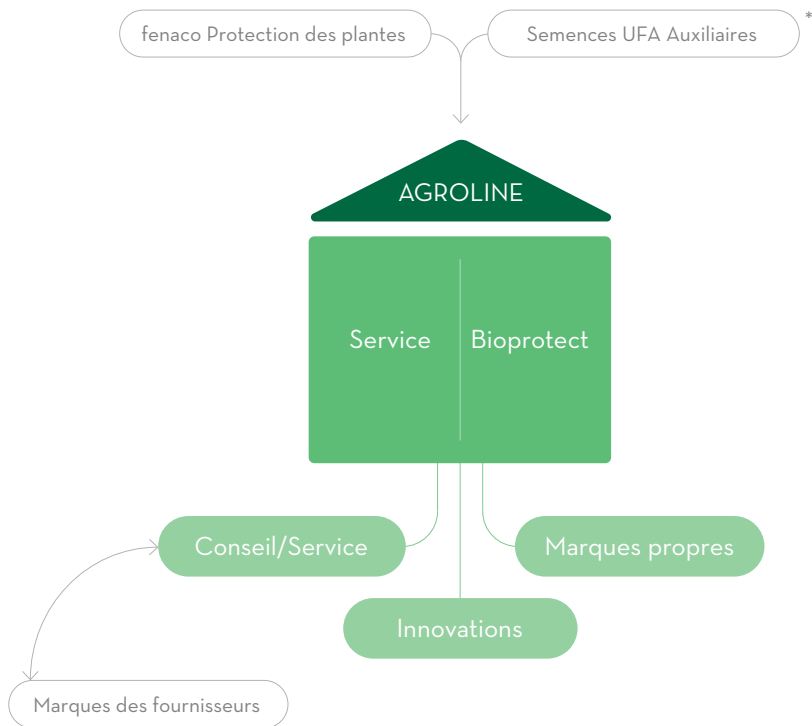 fenaco Protection des plantes
Semences UFA Auxiliaires *
AGROLINE
Service
Bioprotect
Conseil/Service
Marques propres
Innovations
Marques des fournisseurs